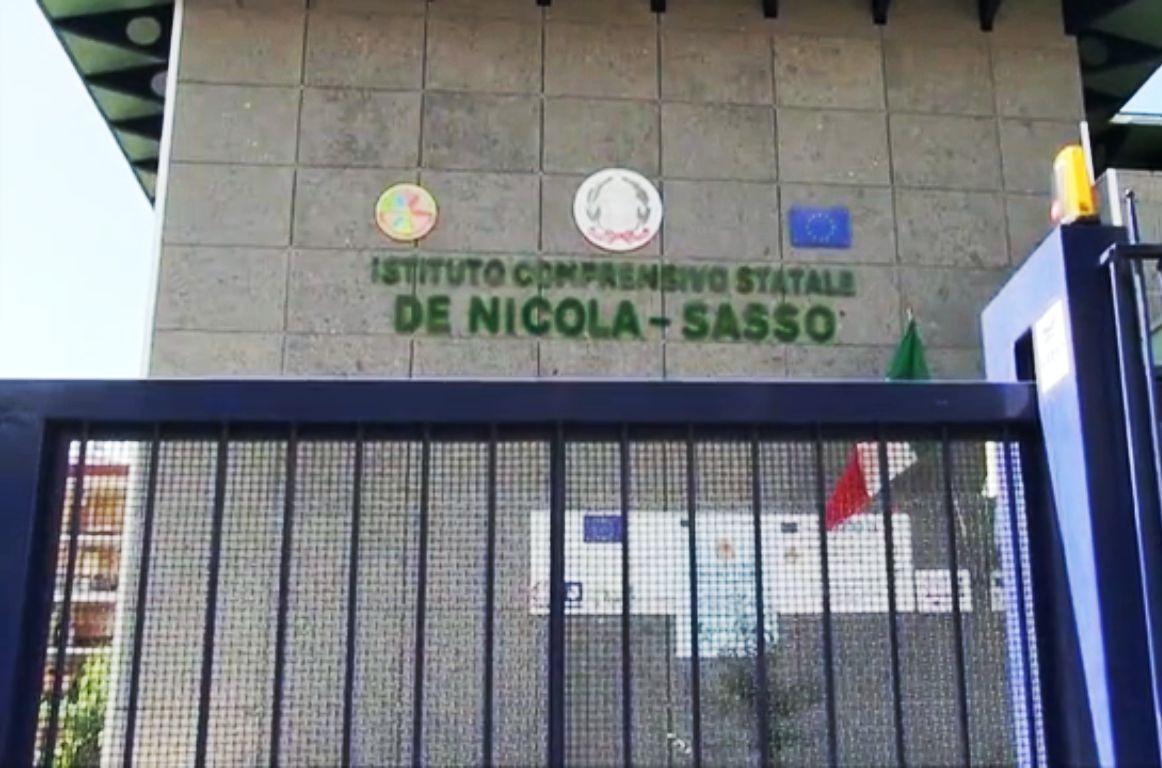 ISTITUTO COMPRENSIVO STATALE
DE NICOLA - SASSO